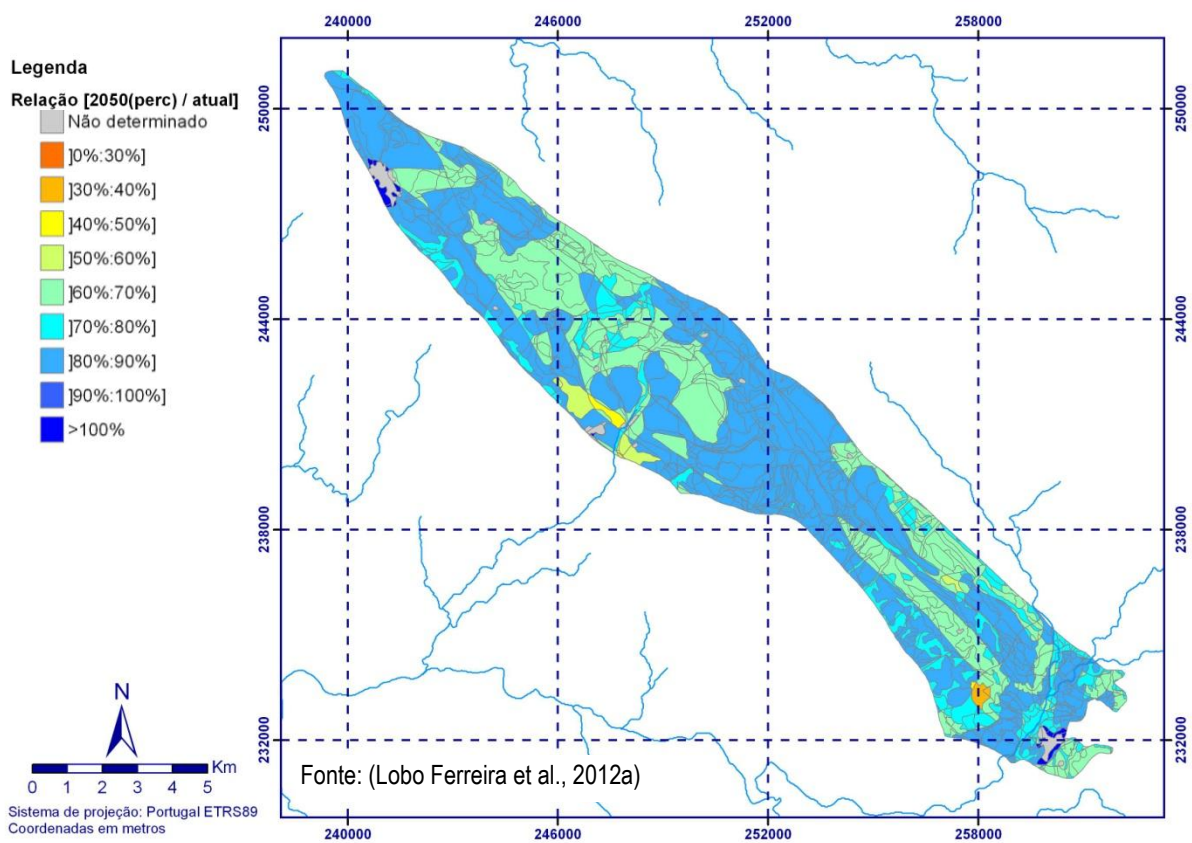 240000
246000
252000
258000
Legenda
Relação [2050(perc) / atual]
Não determinado
]0%:30%]
]30%:40%]
]40%:50%]
]50%:60%]
]60%:70%]
]70%:80%]
]80%:90%]
]90%:100%]
>100%
250000
250000
244000
244000
238000
238000
232000
232000
N
Km
0 1 2 3 4 5
Sistema de projeção: Portugal ETRS89
Coordenadas em metros
Fonte: (Lobo Ferreira et al., 2012a)
240000
246000
252000
258000